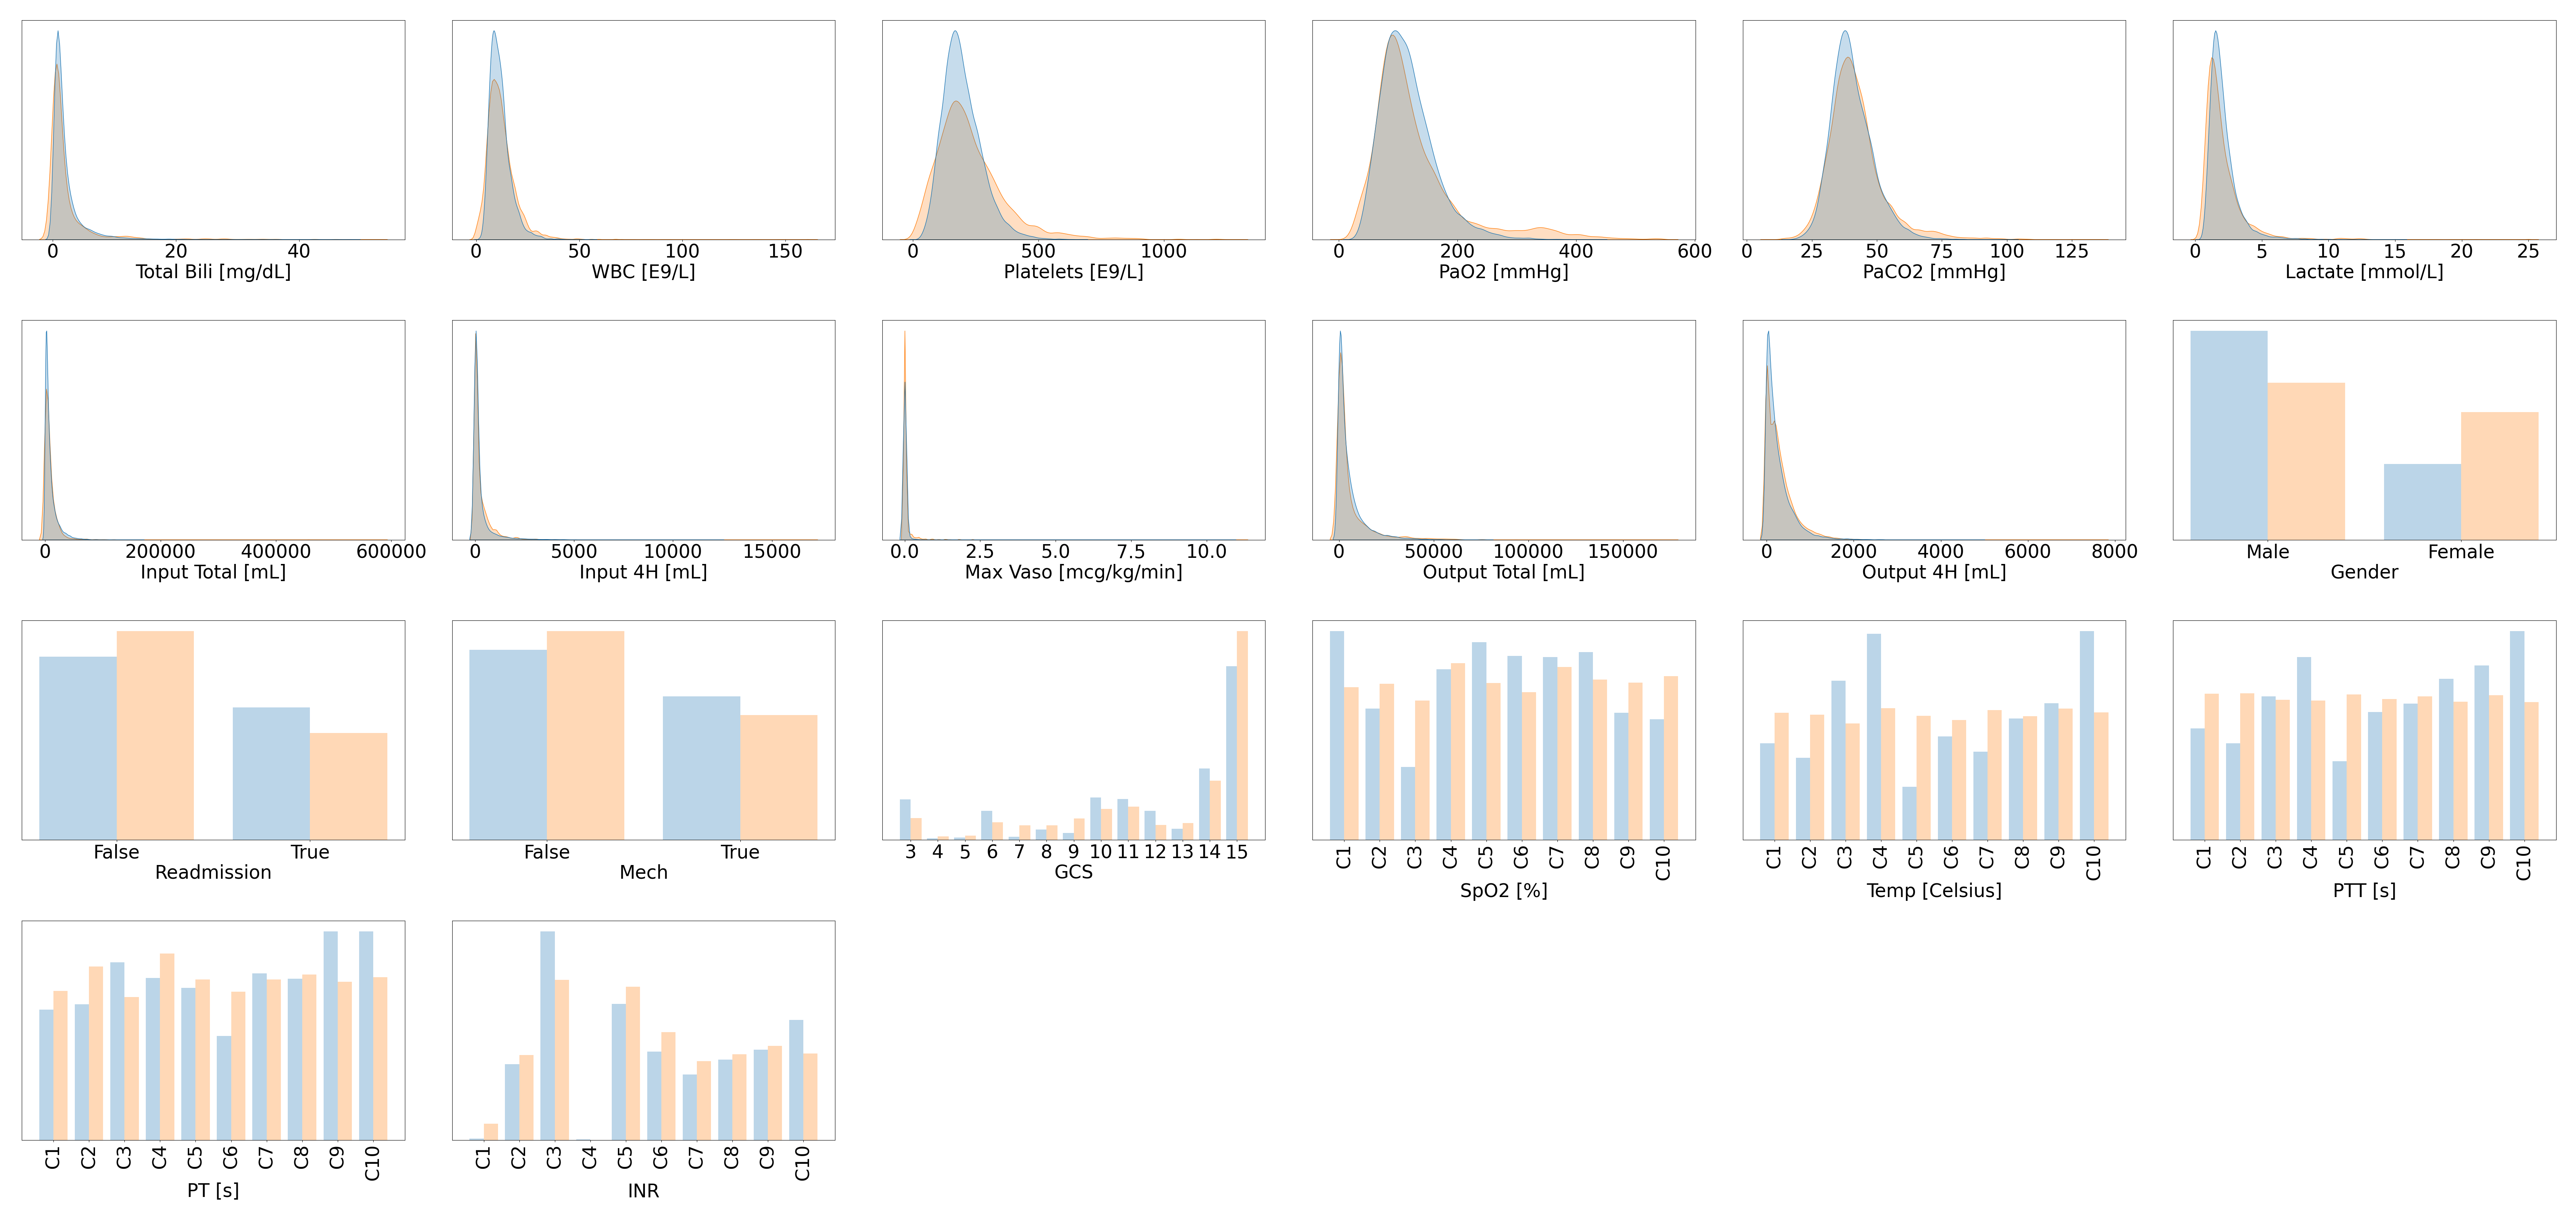 0 20 40
Total Bili [mg/dL]
0 50 100 150
WBC [E9/L]
0 500 1000
Platelets [E9/L]
0 200 400 600
PaO2 [mmHg]
0 25 50 75 100 125
PaCO2 [mmHg]
0 5 10 15 20 25
Lactate [mmol/L]
0 200000 400000 600000
Input Total [mL]
0 5000 10000 15000
Input 4H [mL]
0.0 2.5 5.0 7.5 10.0
Max Vaso [mcg/kg/min]
0 50000 100000 150000
Output Total [mL]
0 2000 4000 6000 8000
Output 4H [mL]
Male Female
Gender
False True
Readmission
False True
Mech
3 4 5 6 7 8 9 10 11 12 13 14 15
GCS
C1 C2 C3 C4 C5 C6 C7 C8 C9 C10
SpO2 [%]
C1 C2 C3 C4 C5 C6 C7 C8 C9 C10
Temp [Celsius]
C1 C2 C3 C4 C5 C6 C7 C8 C9 C10
PTT [s]
C1 C2 C3 C4 C5 C6 C7 C8 C9 C10
PT [s]
C1 C2 C3 C4 C5 C6 C7 C8 C9 C10
INR